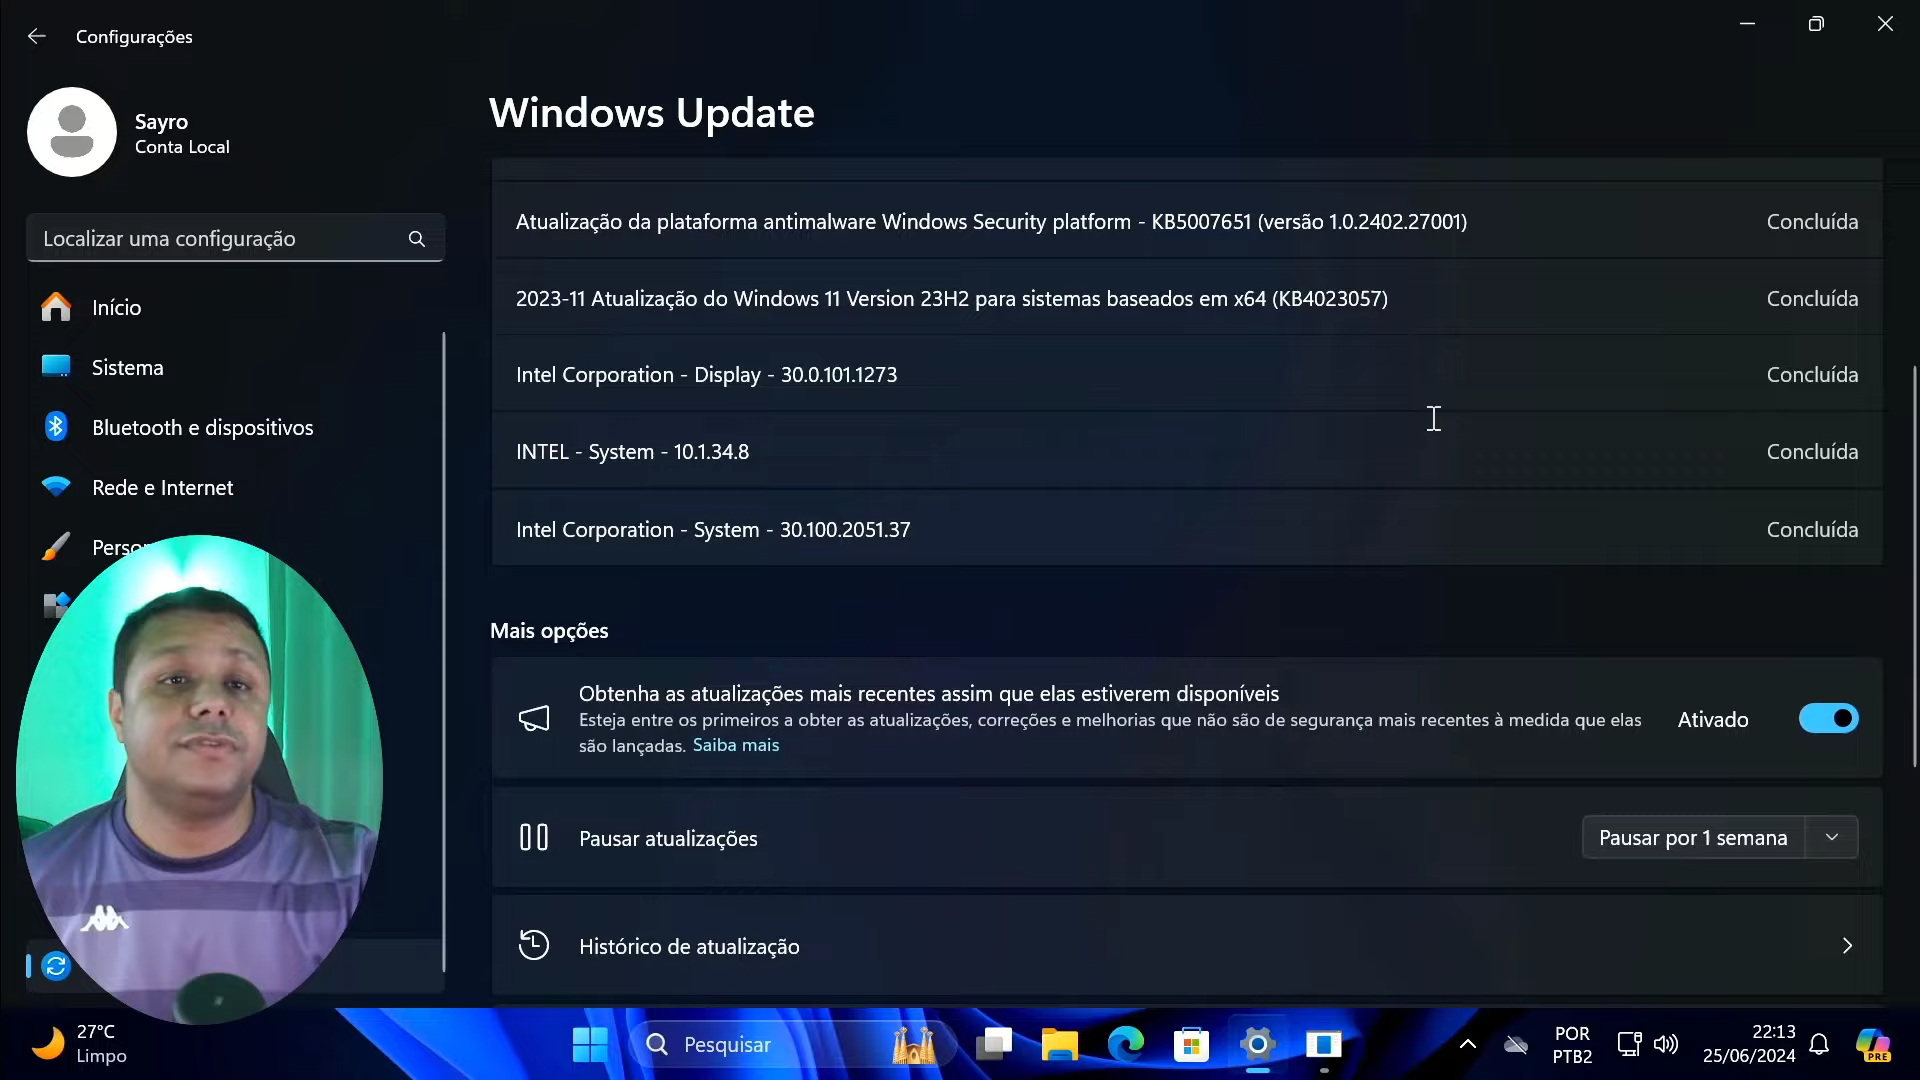 Configurações
Sayro
Conta Local
Localizar uma configuração
Início
Sistema
Bluetooth e dispositivos
Rede e Internet
Windows Update
Atualização da plataforma antimalware Windows Security platform - KB5007651 (versão 1.0.2402.27001)
Concluída
2023-11 Atualização do Windows 11 Version 23H2 para sistemas baseados em x64 (KB4023057)
Concluída
Intel Corporation - Display - 30.0.101.1273
Concluída
INTEL - System - 10.1.34.8
Concluída
Intel Corporation - System - 30.100.2051.37
Concluída
Mais opções
Obtenha as atualizações mais recentes assim que elas estiverem disponíveis
Esteja entre os primeiros a obter as atualizações, correções e melhorias que não são de segurança mais recentes à medida que elas
são lançadas. Saiba mais
Ativado
Pausar atualizações
Pausar por 1 semana
Histórico de atualização
27°C
Limpo
Pesquisar
POR
PTB2
22:13
25/06/2024
PRE